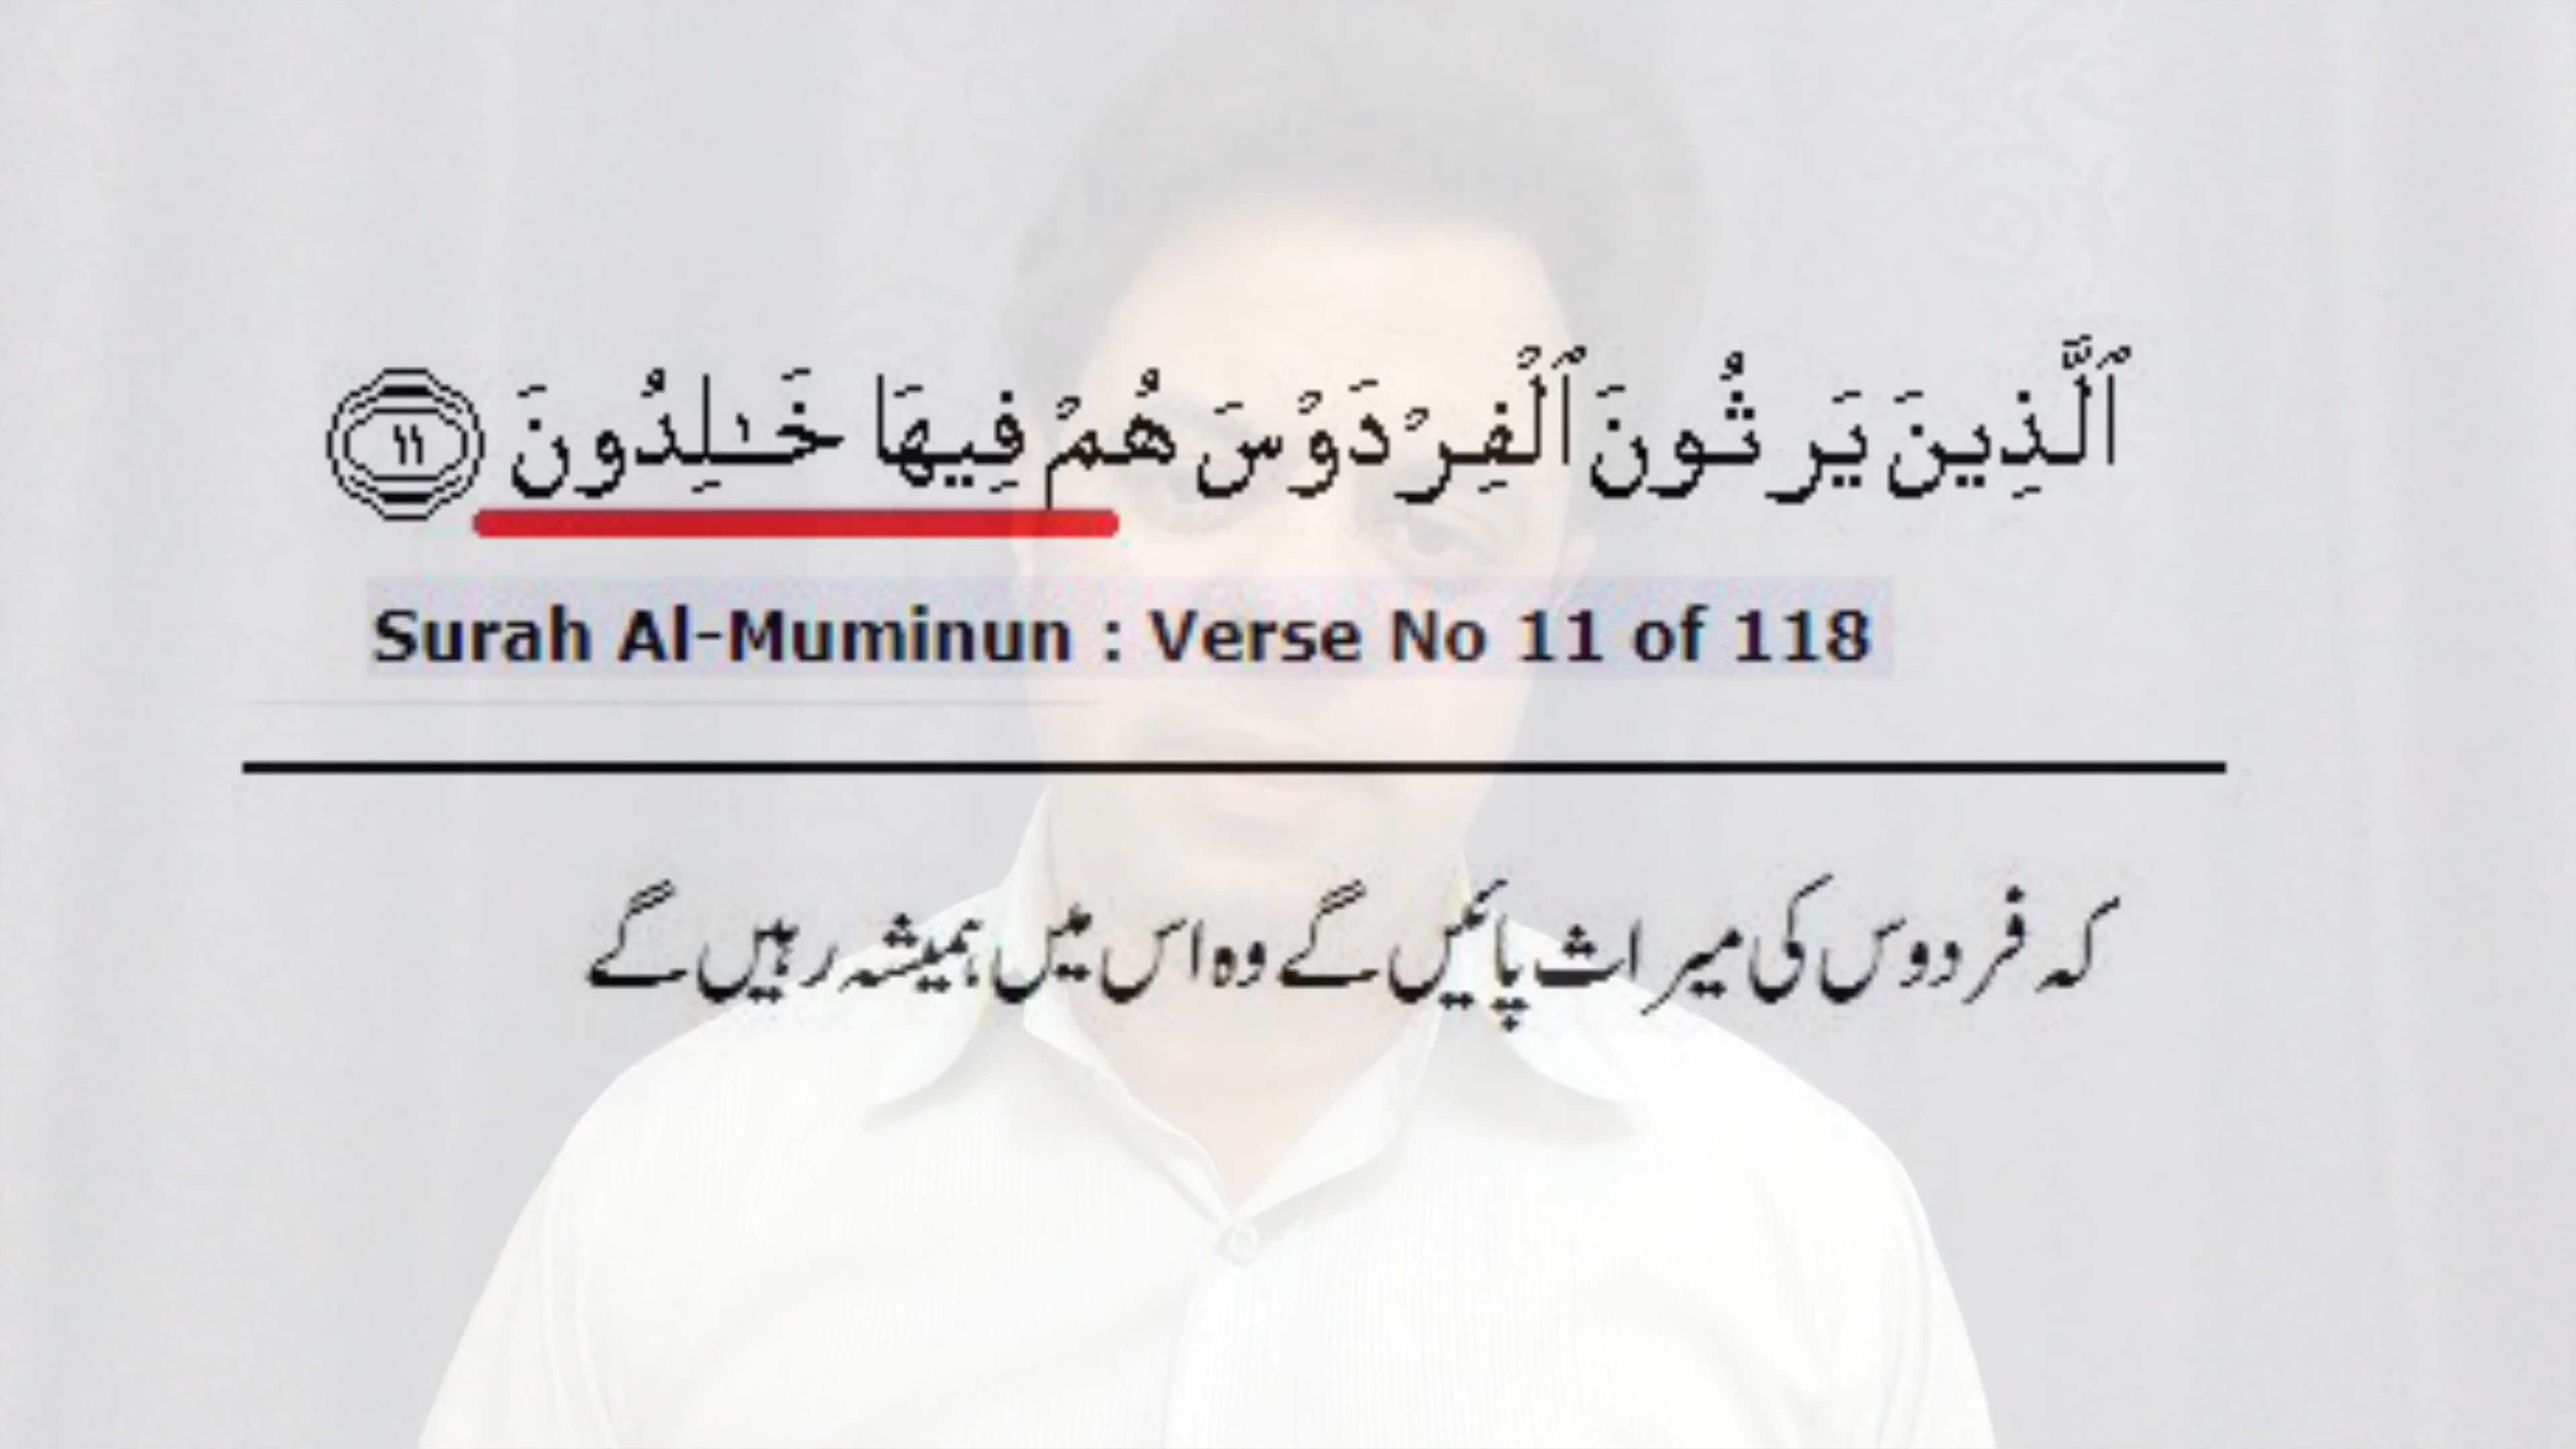 ٱلَّذِينَ يَرِثُونَ ٱلْفِرْدَوْسَ هُمْ فِيهَا خَـٰلِدُونَ ١١
Surah Al-Muminun : Verse No 11 of 118
کہ فردوس کی میراث پائیں گے وہ اس میں ہمیشہ رہیں گے